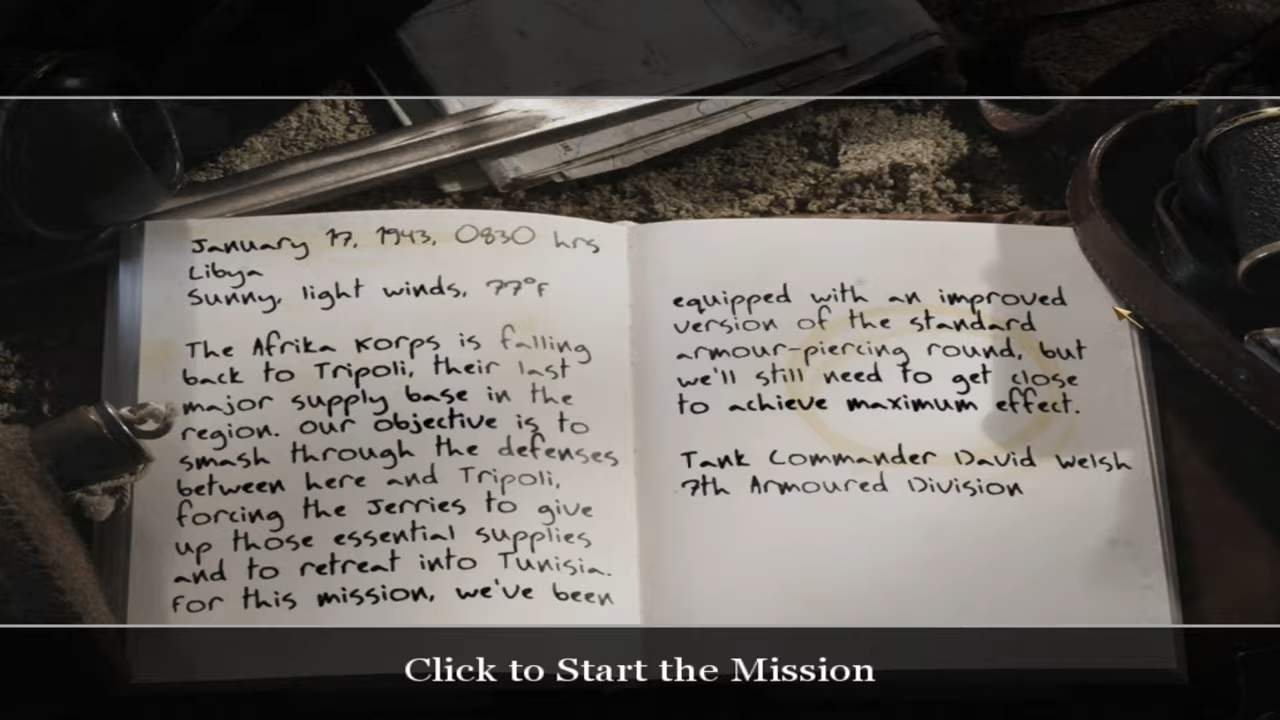 January 17, 1943, 0830 hrs
Libya
Sunny, light winds, 77°F
The Afrika Korps is falling
back to Tripoli, their last
major supply base in the
region. Our objective is to
smash through the defenses
between here and Tripoli,
forcing the Jerries to give
up those essential supplies
and to retreat into Tunisia.
For this mission, we've been
equipped with an improved
version of the standard
armour-piercing round, but
we'll still need to get close
to achieve maximum effect.
Tank Commander David Welsh
7th Armoured Division
Click to Start the Mission